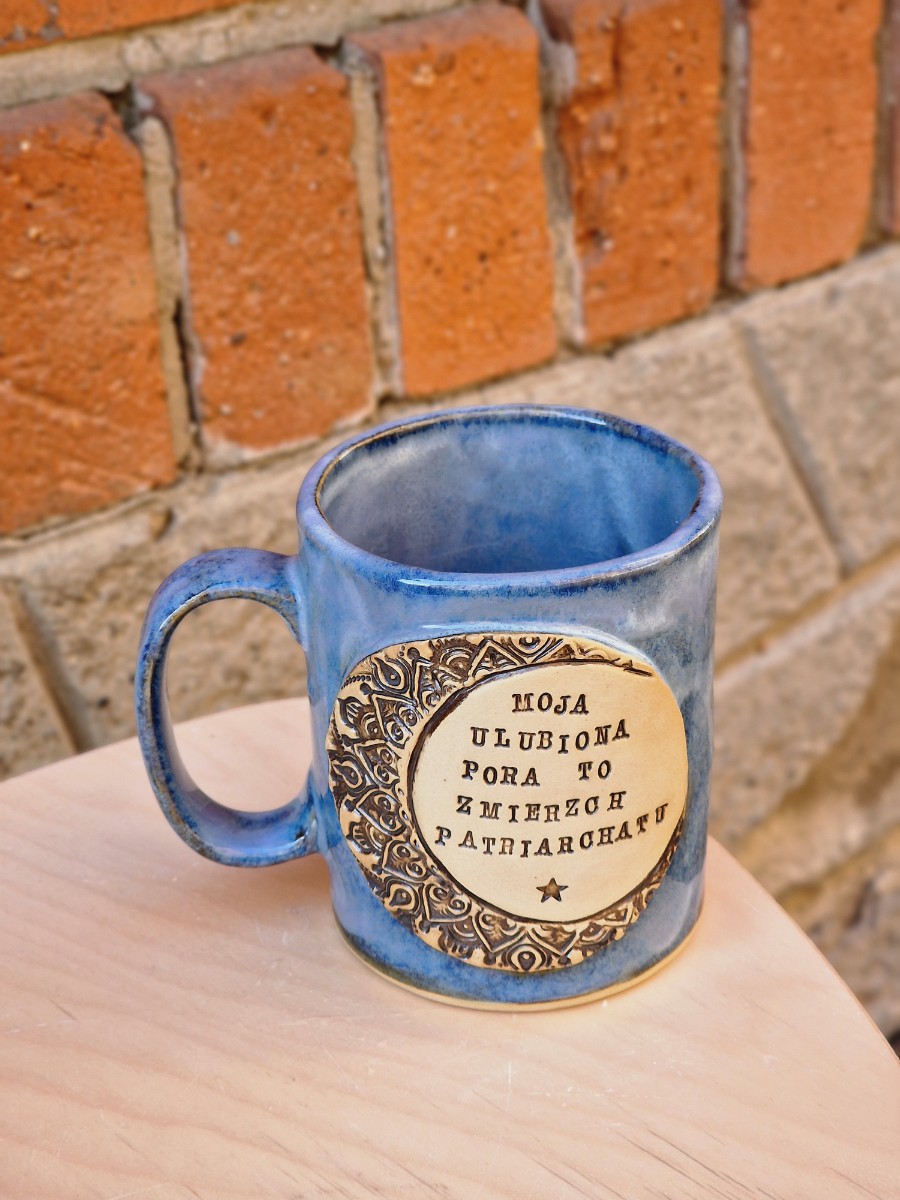 MOJA
ULUBIONA
PORA TO
ZMIERZCH
PATRIARCHATU